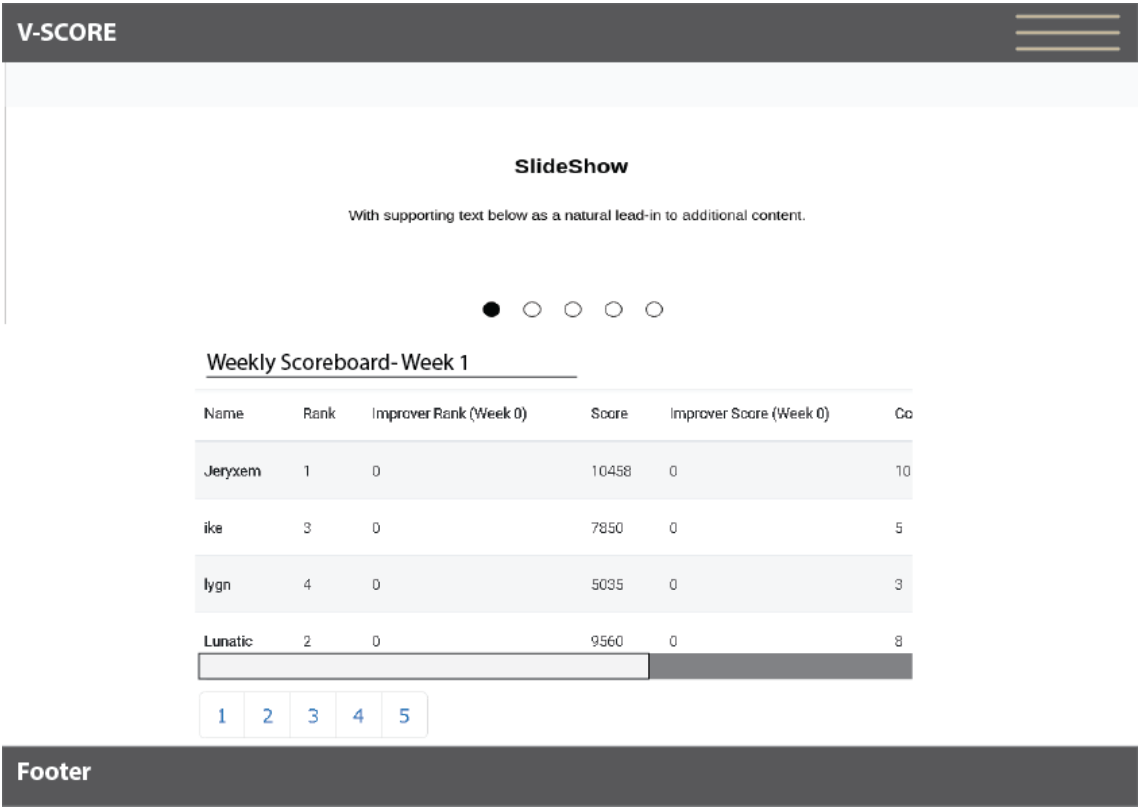 V-SCORE
SlideShow
With supporting text below as a natural lead-in to additional content.
Weekly Scoreboard- Week 1
Name Rank Improver Rank (Week 0) Score Improver Score (Week 0) Co
Jeryxem 1 0 10458 0 10
ike 3 0 7850 0 5
lygn 4 0 5035 0 3
Lunatic 2 0 9560 0 8
1 2 3 4 5
Footer